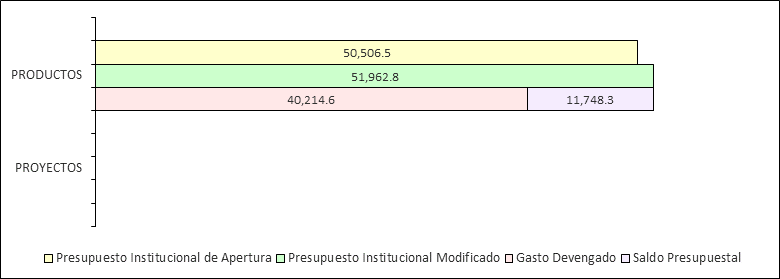 50,506.5
PRODUCTOS
51,962.8
40,214.6 11,748.3
PROYECTOS
Presupuesto Institucional de Apertura Presupuesto Institucional Modificado Gasto Devengado Saldo Presupuestal